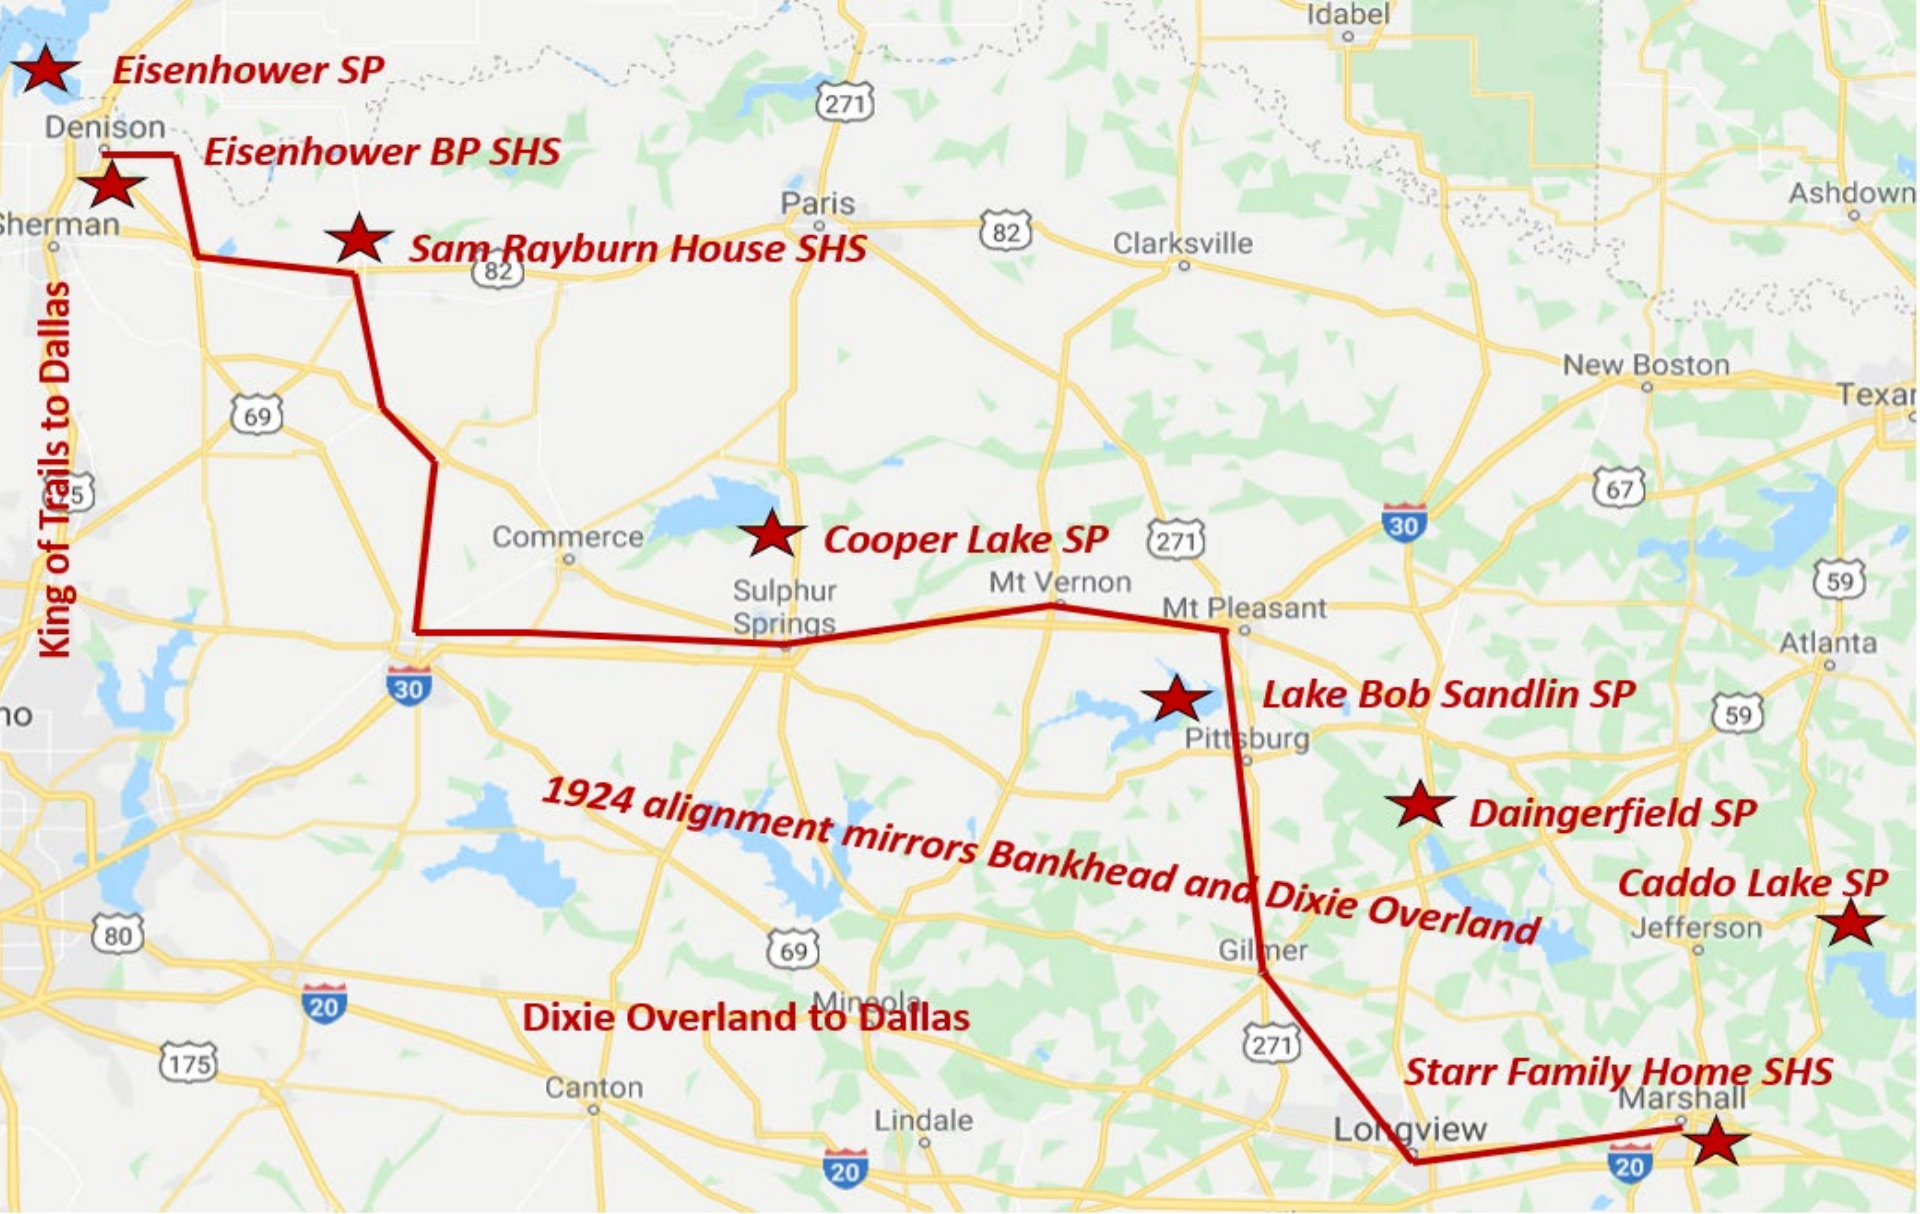 Idabel
Eisenhower SP
271
Denison
Eisenhower BP SHS
Ashdown
Paris
Sherman
82
Clarksville
Sam Rayburn House SHS
82
King of Trails to Dallas
New Boston
Texar
69
67
75
30
Commerce
Cooper Lake SP
271
Mt Vernon
59
Sulphur
Springs
Mt Pleasant
Atlanta
30
Lake Bob Sandlin SP
no
59
Pittsburg
1924 alignment mirrors Bankhead and Dixie Overland
Daingerfield SP
Caddo Lake SP
80
Jefferson
69
Gilmer
20
Mineola
Dixie Overland to Dallas
271
175
Starr Family Home SHS
Canton
Marshall
Lindale
Longview
20
20